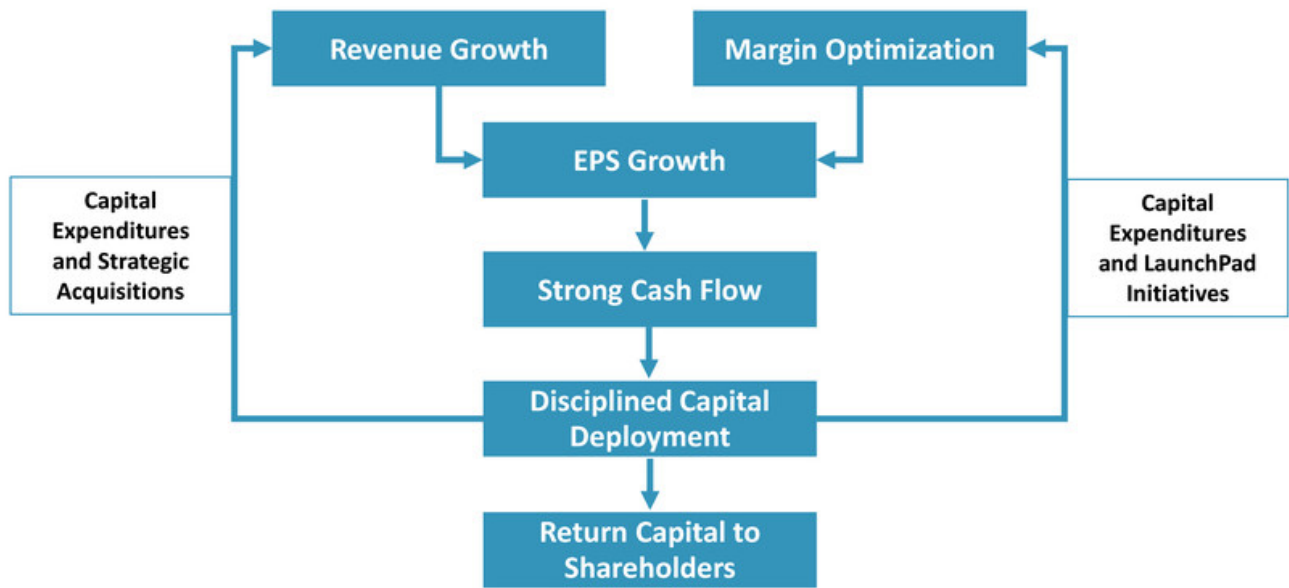 Revenue Growth
Margin Optimization
EPS Growth
Capital
Expenditures
and Strategic
Acquisitions
Capital
Expenditures
and LaunchPad
Initiatives
Strong Cash Flow
Disciplined Capital
Deployment
Return Capital to
Shareholders